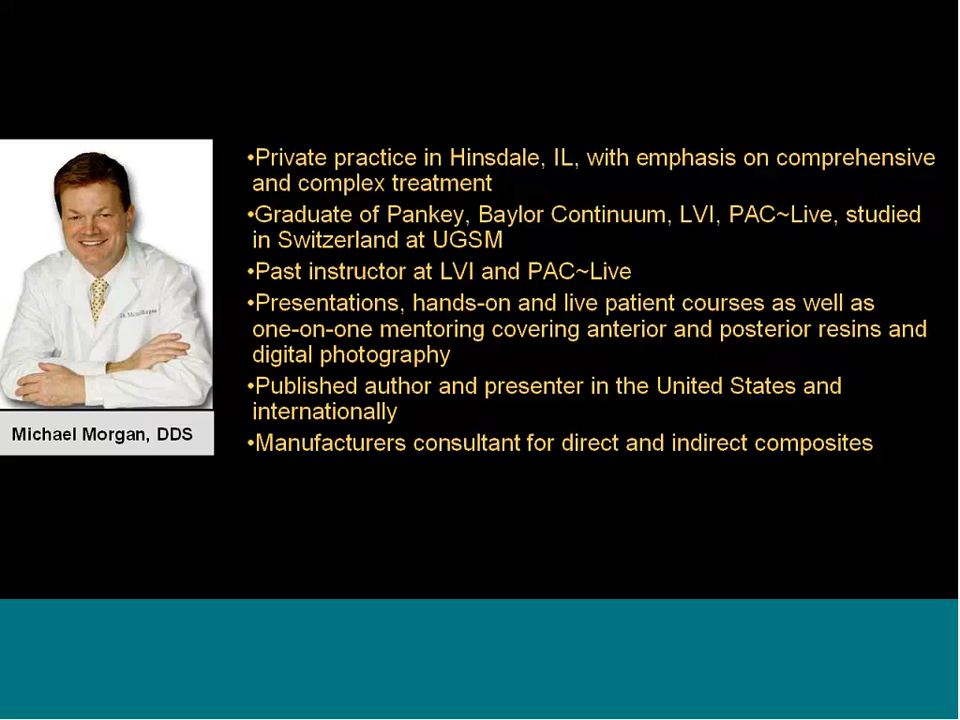 •Private practice in Hinsdale, IL, with emphasis on comprehensive
and complex treatment
•Graduate of Pankey, Baylor Continuum, LVI, PAC~Live, studied
in Switzerland at UGSM
•Past instructor at LVI and PAC~Live
•Presentations, hands-on and live patient courses as well as
one-on-one mentoring covering anterior and posterior resins and
digital photography
•Published author and presenter in the United States and
internationally
•Manufacturers consultant for direct and indirect composites
Dr. Michael Morgan
Michael Morgan, DDS